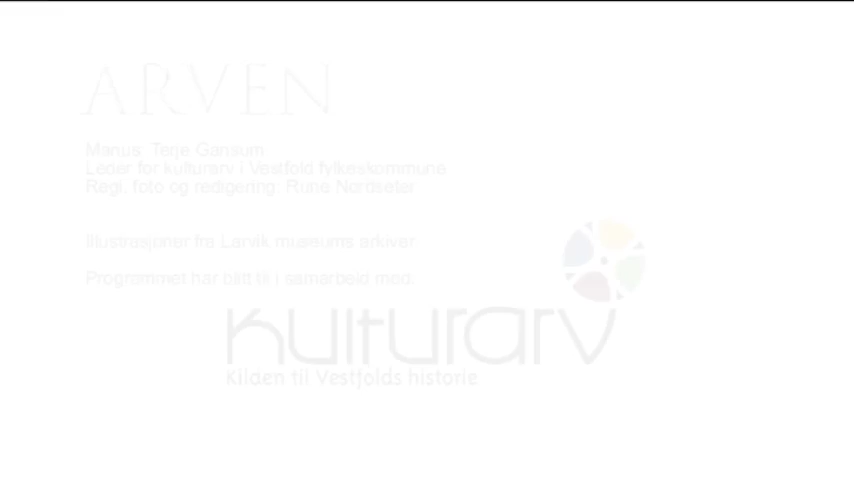 ARVEN
Manus: Terje Gansum
Leder for kulturarv i Vestfold fylkeskommune
Regi, foto og redigering: Rune Nordseter
Illustrasjoner fra Larvik museums arkiver
Programmet har blitt til i samarbeid med:
kulturarv
Kilden til Vestfolds historie